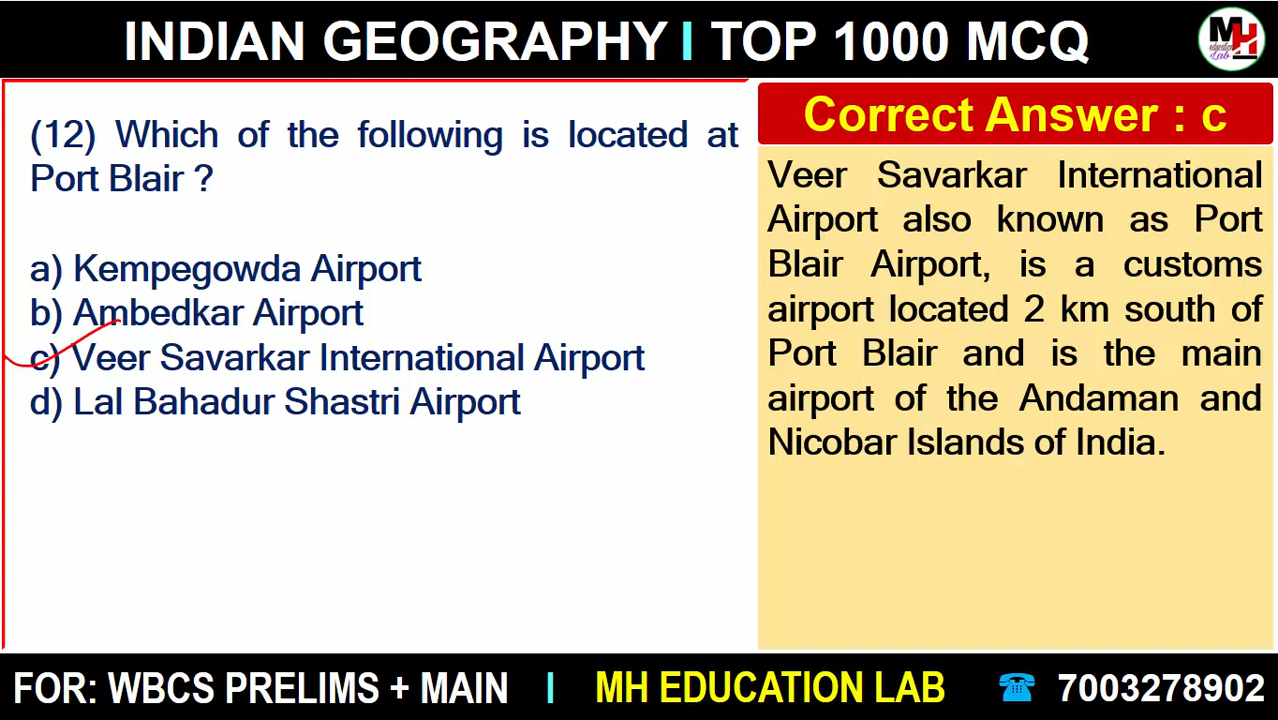 INDIAN GEOGRAPHY I TOP 1000 MCQ
MH
education
Lab
(12) Which of the following is located at
Port Blair ?
a) Kempegowda Airport
b) Ambedkar Airport
c) Veer Savarkar International Airport
d) Lal Bahadur Shastri Airport
Correct Answer : c
Veer Savarkar International
Airport also known as Port
Blair Airport, is a customs
airport located 2 km south of
Port Blair and is the main
airport of the Andaman and
Nicobar Islands of India.
FOR: WBCS PRELIMS + MAIN I MH EDUCATION LAB ☎ 7003278902